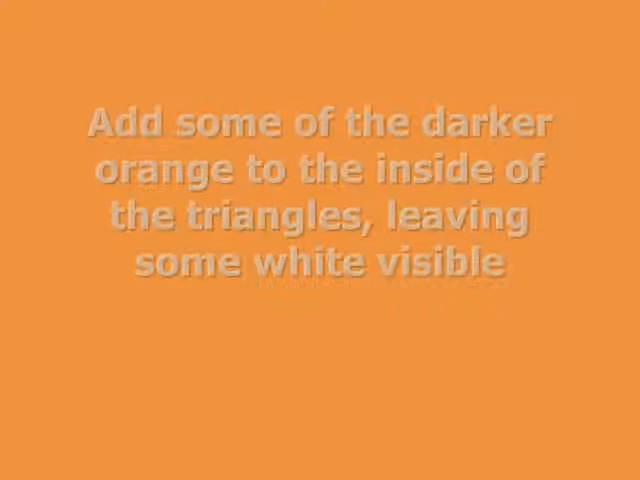 Add some of the darker
orange to the inside of
the triangles, leaving
some white visible